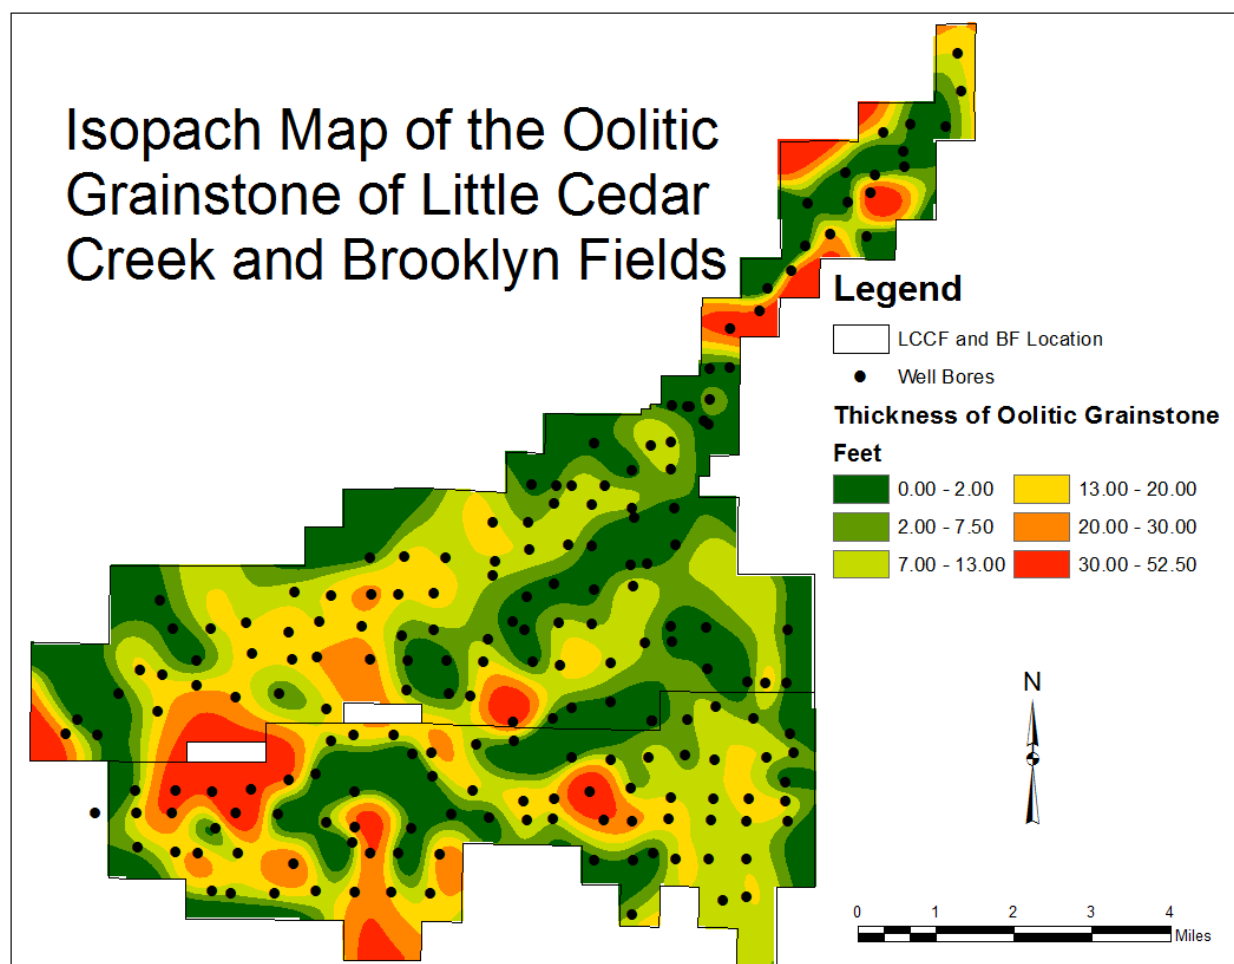 Isopach Map of the Oolitic
Grainstone of Little Cedar
Creek and Brooklyn Fields
Legend
LCCF and BF Location
Well Bores
Thickness of Oolitic Grainstone
Feet
0.00 - 2.00
13.00 - 20.00
2.00 - 7.50
20.00 - 30.00
7.00 - 13.00
30.00 - 52.50
N
0 1 2 3 4
Miles